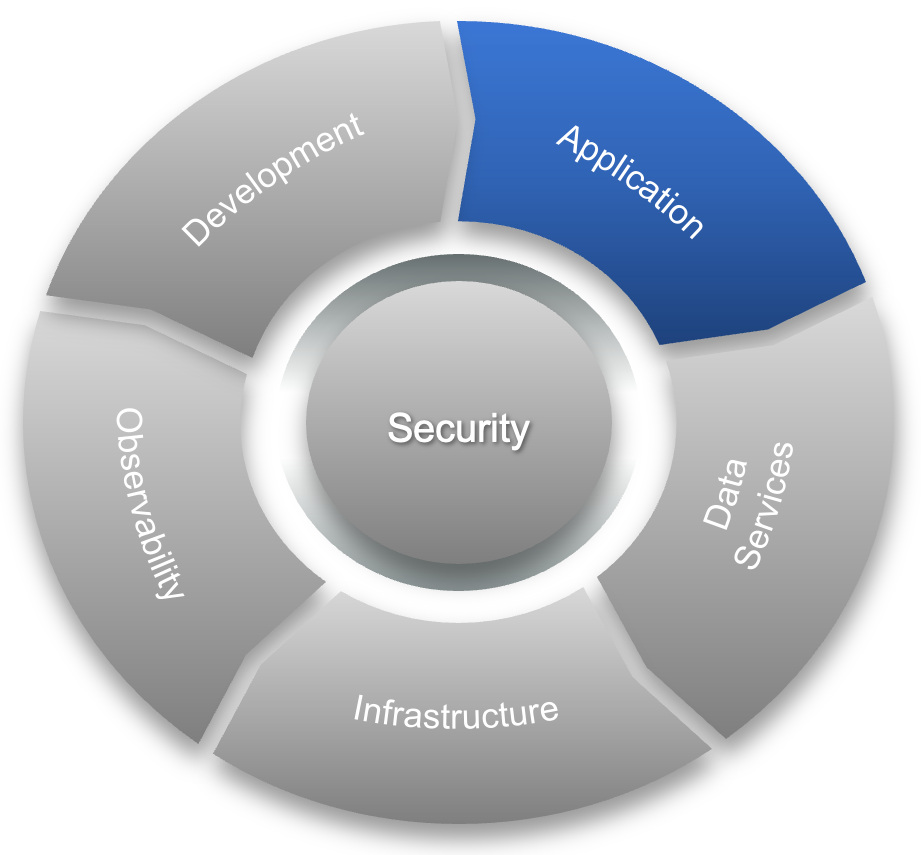 Development
Application
Security
Observability
Data
Services
Infrastructure